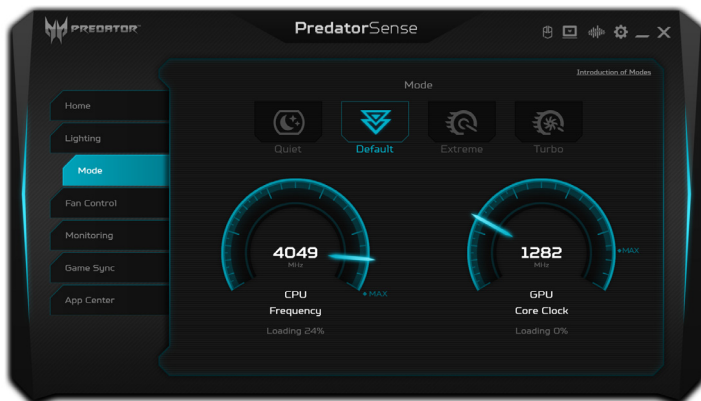 PREDATOR
PredatorSense
Introduction of Modes
Mode
Home
Lighting
Mode
Fan Control
Monitoring
Game Sync
App Center
Quiet
Default
Extreme
Turbo
4049
MHz
MAX
CPU
Frequency
Loading 24%
1282
MHz
MAX
GPU
Core Clock
Loading 0%